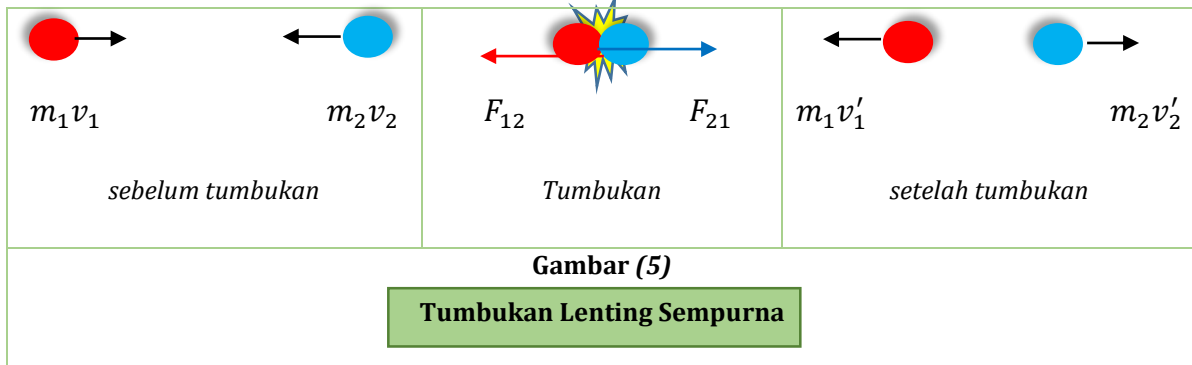 m₁v₁ m₂v₂ F₁₂ F₂₁ m₁v₁′ m₂v₂′
sebelum tumbukan Tumbukan setelah tumbukan
Gambar (5)
Tumbukan Lenting Sempurna